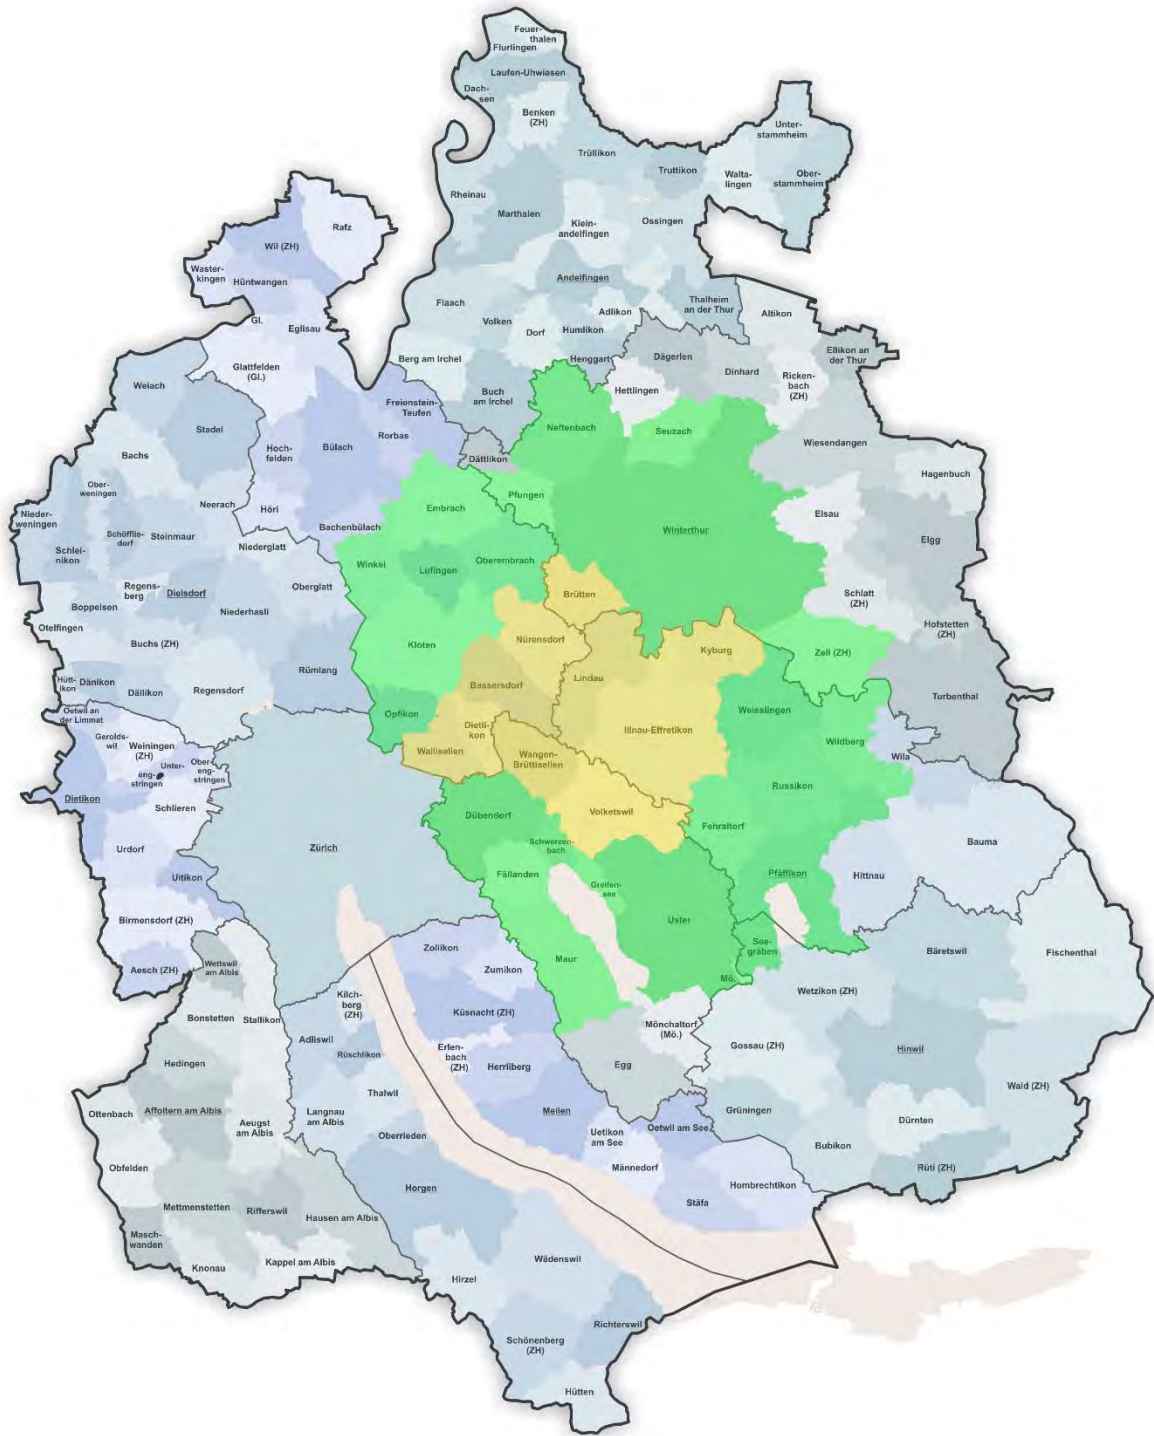 Feuer-
thalen
Flurlingen
Laufen-Uhwiesen
Dach-
sen
Benken
(ZH)
Unter-
stammheim
Trüllikon
Truttikon
Walta-
lingen
Ober-
stammheim
Rheinau
Marthalen
Klein-
andelfingen
Ossingen
Rafz
Wil (ZH)
Waster-
kingen
Hüntwangen
Andelfingen
Flaach
Volken
Dorf
Humlikon
Adlikon
Thalheim
an der Thur
Altikon
Gl.
Eglisau
Berg am Irchel
Henggart
Dägerlen
Dinhard
Ellikon an
der Thur
Ricken-
bach
(ZH)
Glattfelden
(Gl.)
Weiach
Buch
am Irchel
Hettlingen
Freienstein-
Teufen
Stadel
Neftenbach
Seuzach
Rorbas
Wiesendangen
Bachs
Hoch-
felden
Bülach
Dättlikon
Hagenbuch
Ober-
weningen
Pfungen
Neerach
Höri
Embrach
Elsau
Nieder-
weningen
Bachenbülach
Winterthur
Elgg
Schöfflis-
dorf
Steinmaur
Schlei-
nikon
Niederglatt
Winkel
Lufingen
Oberembrach
Regens-
berg
Dielsdorf
Oberglatt
Brütten
Schlatt
(ZH)
Boppelsen
Niederhasli
Otelfingen
Hofstetten
(ZH)
Buchs (ZH)
Kloten
Nürensdorf
Kyburg
Zell (ZH)
Rümlang
Hütt-
ikon
Dänikon
Dällikon
Regensdorf
Bassersdorf
Lindau
Turbenthal
Oetwil an
der Limmat
Opfikon
Weisslingen
Gerolds-
wil
Weiningen
(ZH)
Dietli-
kon
Illnau-Effretikon
Wildberg
Walliselen
Wangen-
Brüttisellen
Wila
Unter-
eng-
stringen
Ober-
eng-
stringen
Dietikon
Schlieren
Russikon
Dübendorf
Volketswil
Fehraltorf
Urdorf
Zürich
Schwerzen-
bach
Bauma
Uitikon
Fällanden
Greifen-
see
Pfäffikon
Hittnau
Birmensdorf (ZH)
Uster
Zollikon
See-
gräben
Bäretswil
Fischenthal
Aesch (ZH)
Wettswil
am Albis
Zumikon
Maur
Mö.
Wetzikon (ZH)
Kilch-
berg
(ZH)
Bonstetten
Stallikon
Küsnacht (ZH)
Mönchaltorf
(Mö.)
Adliswil
Rüschlikon
Erlen-
bach
(ZH)
Gossau (ZH)
Hinwil
Hedingen
Herrliberg
Egg
Wald (ZH)
Thalwil
Ottenbach
Affoltern am Albis
Langnau
am Albis
Meilen
Grüningen
Aeugst
am Albis
Oberrieden
Uetikon
am See
Oetwil am See
Dürnten
Bubikon
Obfelden
Männedorf
Rüti (ZH)
Horgen
Hombrechtikon
Mettmenstetten
Rifferswil
Hausen am Albis
Stäfa
Masch-
wanden
Knonau
Kappel am Albis
Wädenswil
Hirzel
Richterswil
Schönenberg
(ZH)
Hütten